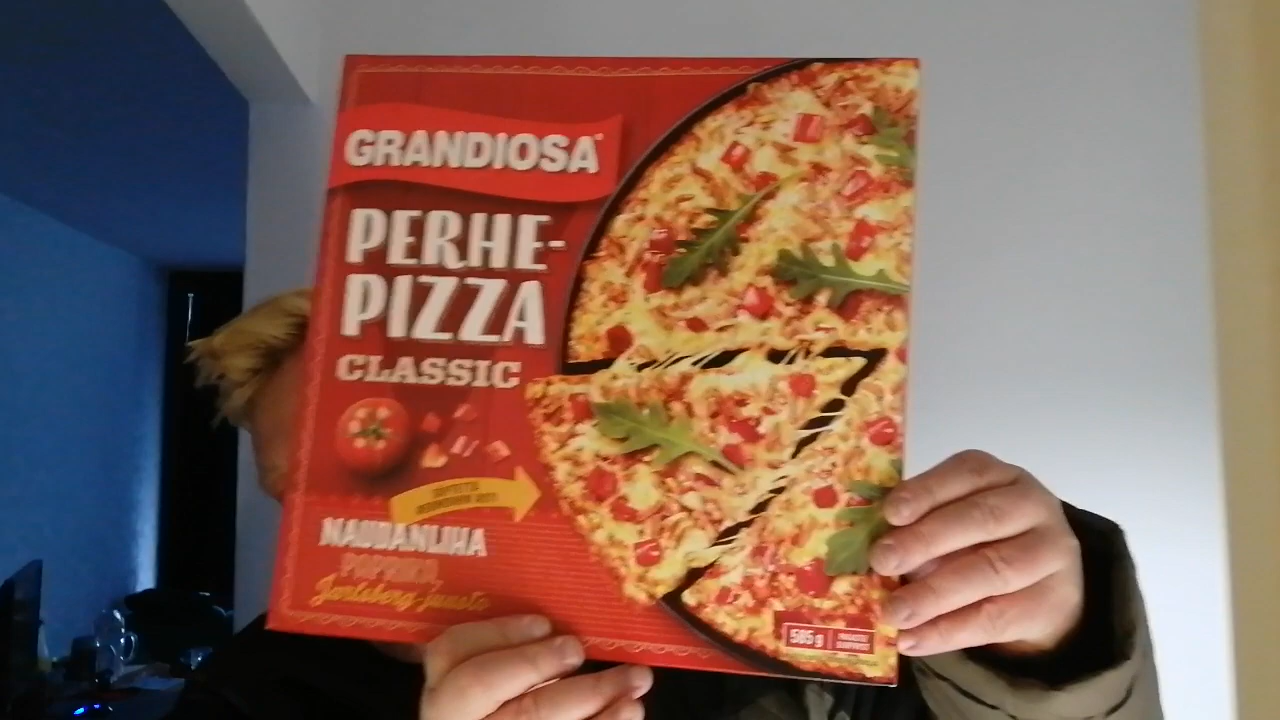 GRANDIOSA
PERHE-
PIZZA
CLASSIC
NAUDANLIHA
PAPRIKA
Jarlsberg-juusto
585 g